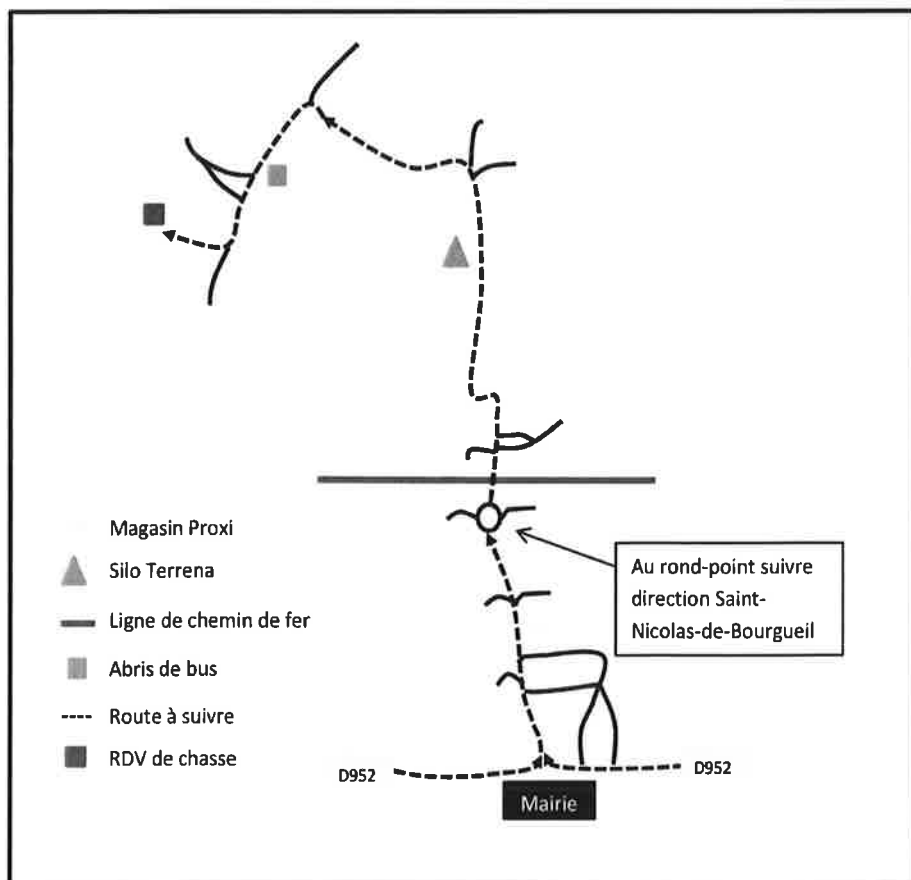 Magasin Proxi
Silo Terrena
Ligne de chemin de fer
Abris de bus
Route à suivre
RDV de chasse
Au rond-point suivre
direction Saint-
Nicolas-de-Bourgueil
D952
D952
Mairie